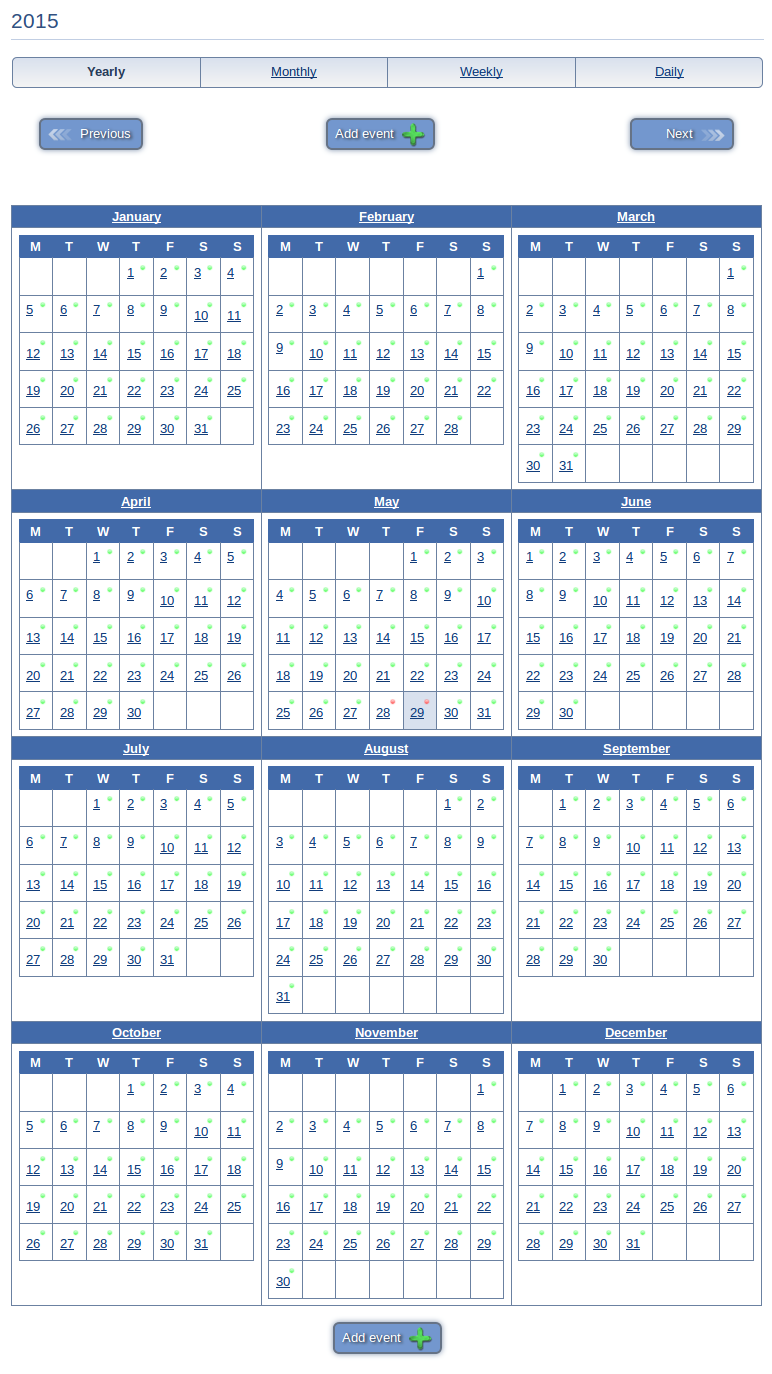 2015
Yearly Monthly Weekly Daily
Previous Add event Next
January February March
M T W T F S S M T W T F S S M T W T F S S
1 2 3 4 1 1
5 6 7 8 9 10 11 2 3 4 5 6 7 8 2 3 4 5 6 7 8
12 13 14 15 16 17 18 9 10 11 12 13 14 15 9 10 11 12 13 14 15
19 20 21 22 23 24 25 16 17 18 19 20 21 22 16 17 18 19 20 21 22
26 27 28 29 30 31 23 24 25 26 27 28 23 24 25 26 27 28 29
30 31
April May June
M T W T F S S M T W T F S S M T W T F S S
1 2 3 4 5 1 2 3 1 2 3 4 5 6 7
6 7 8 9 10 11 12 4 5 6 7 8 9 10 8 9 10 11 12 13 14
13 14 15 16 17 18 19 11 12 13 14 15 16 17 15 16 17 18 19 20 21
20 21 22 23 24 25 26 18 19 20 21 22 23 24 22 23 24 25 26 27 28
27 28 29 30 25 26 27 28 29 30 31 29 30
July August September
M T W T F S S M T W T F S S M T W T F S S
1 2 3 4 5 1 2 1 2 3 4 5 6
6 7 8 9 10 11 12 3 4 5 6 7 8 9 7 8 9 10 11 12 13
13 14 15 16 17 18 19 10 11 12 13 14 15 16 14 15 16 17 18 19 20
20 21 22 23 24 25 26 17 18 19 20 21 22 23 21 22 23 24 25 26 27
27 28 29 30 31 24 25 26 27 28 29 30 28 29 30
31
October November December
M T W T F S S M T W T F S S M T W T F S S
1 2 3 4 1 1 2 3 4 5 6
5 6 7 8 9 10 11 2 3 4 5 6 7 8 7 8 9 10 11 12 13
12 13 14 15 16 17 18 9 10 11 12 13 14 15 14 15 16 17 18 19 20
19 20 21 22 23 24 25 16 17 18 19 20 21 22 21 22 23 24 25 26 27
26 27 28 29 30 31 23 24 25 26 27 28 29 28 29 30 31
30
Add event